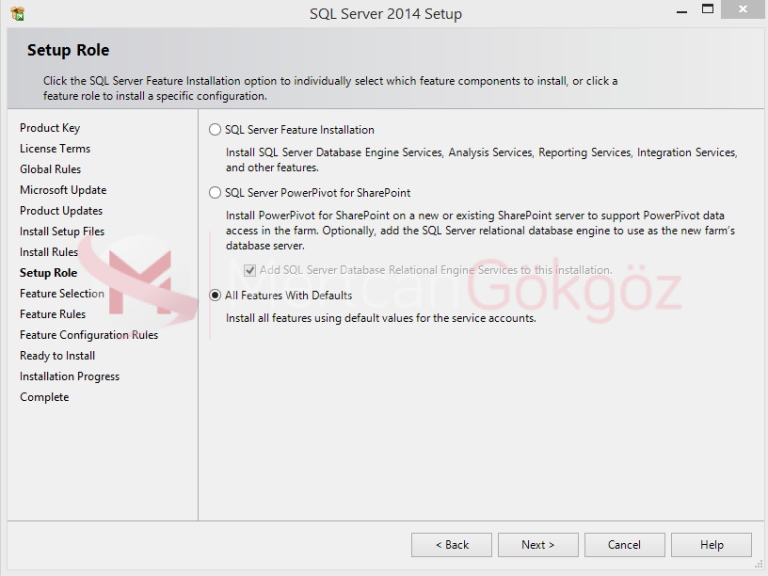 SQL Server 2014 Setup
Setup Role
Click the SQL Server Feature Installation option to individually select which feature components to install, or click a
feature role to install a specific configuration.
Product Key
License Terms
Global Rules
Microsoft Update
Product Updates
Install Setup Files
Install Rules
Setup Role
Feature Selection
Feature Rules
Feature Configuration Rules
Ready to Install
Installation Progress
Complete
SQL Server Feature Installation
Install SQL Server Database Engine Services, Analysis Services, Reporting Services, Integration Services,
and other features.
SQL Server PowerPivot for SharePoint
Install PowerPivot for SharePoint on a new or existing SharePoint server to support PowerPivot data
access in the farm. Optionally, add the SQL Server relational database engine to use as the new farm's
database server.
Add SQL Server Database Relational Engine Services to this installation.
All Features With Defaults
Install all features using default values for the service accounts.
Gökgöz
< Back
Next >
Cancel
Help